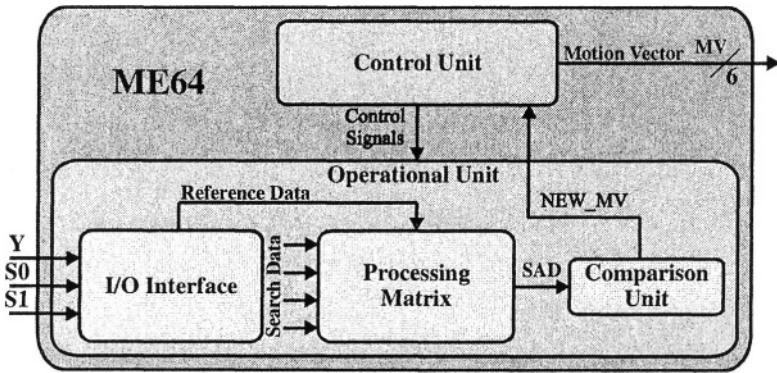 ME64
Control Unit
Motion Vector
MV
6
Control
Signals
Operational Unit
Reference Data
NEW_MV
Y
S0
S1
I/O Interface
Search Data
Processing
Matrix
SAD
Comparison
Unit